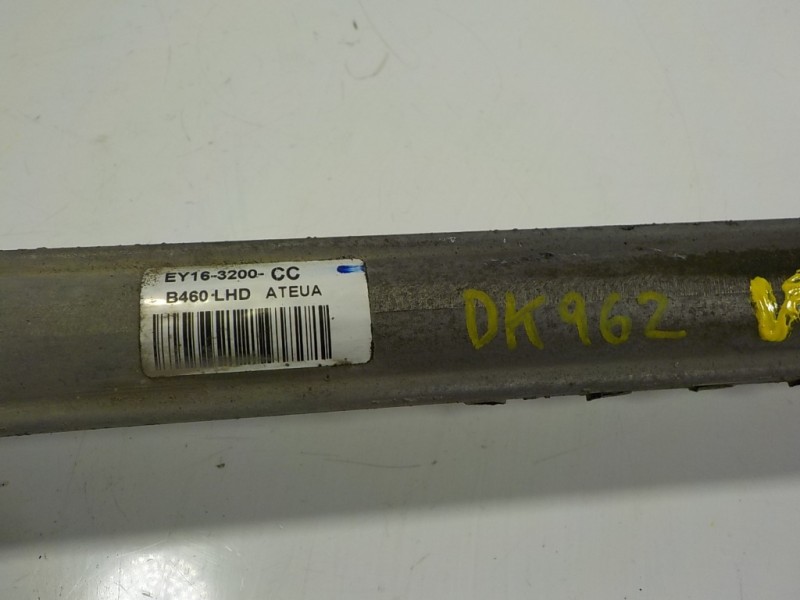 EY16-3200- CC
B460-LHD ATEUA
DK962